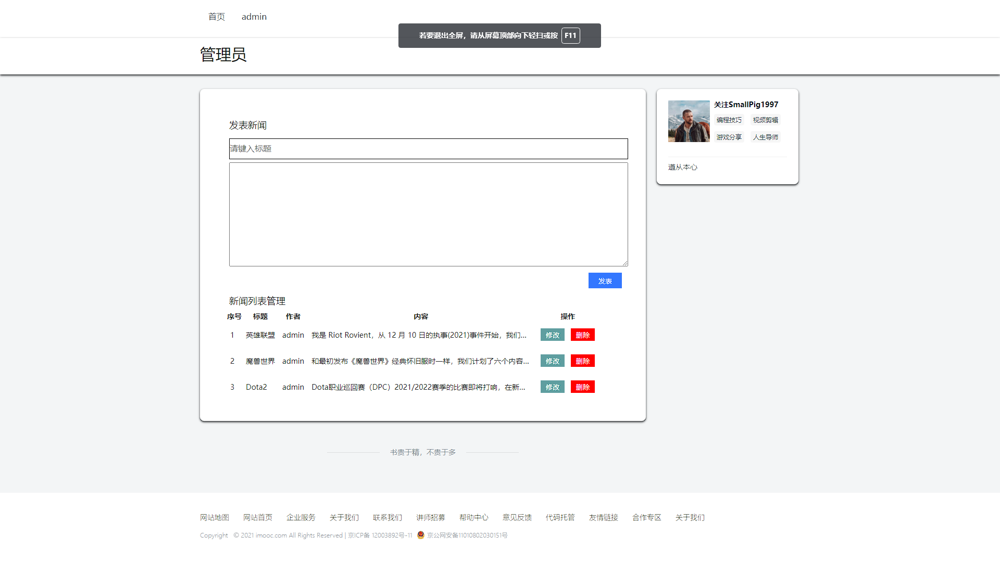 首页 admin
若要退出全屏，请从屏幕顶部向下轻扫或按 F11
管理员
发表新闻
请键入标题
发表
新闻列表管理
序号 标题 作者 内容 操作
1 英雄联盟 admin 我是 Riot Rovient，从 12 月 10 日的执事(2021)事件开始，我们... 修改 删除
2 魔兽世界 admin 和最初发布《魔兽世界》经典怀旧服时一样，我们计划了六个内容... 修改 删除
3 Dota2 admin Dota职业巡回赛（DPC）2021/2022赛季的比赛即将打响，在新... 修改 删除
关注SmallPig1997
编程技巧 视频剪辑
游戏分享 人生导师
遵从本心
书贵于精，不贵于多
网站地图 网站首页 企业服务 关于我们 联系我们 讲师招募 帮助中心 意见反馈 代码托管 友情链接 合作专区 关于我们
Copyright © 2021 imooc.com All Rights Reserved | 京ICP备 12003892号-11 京公网安备11010802030151号